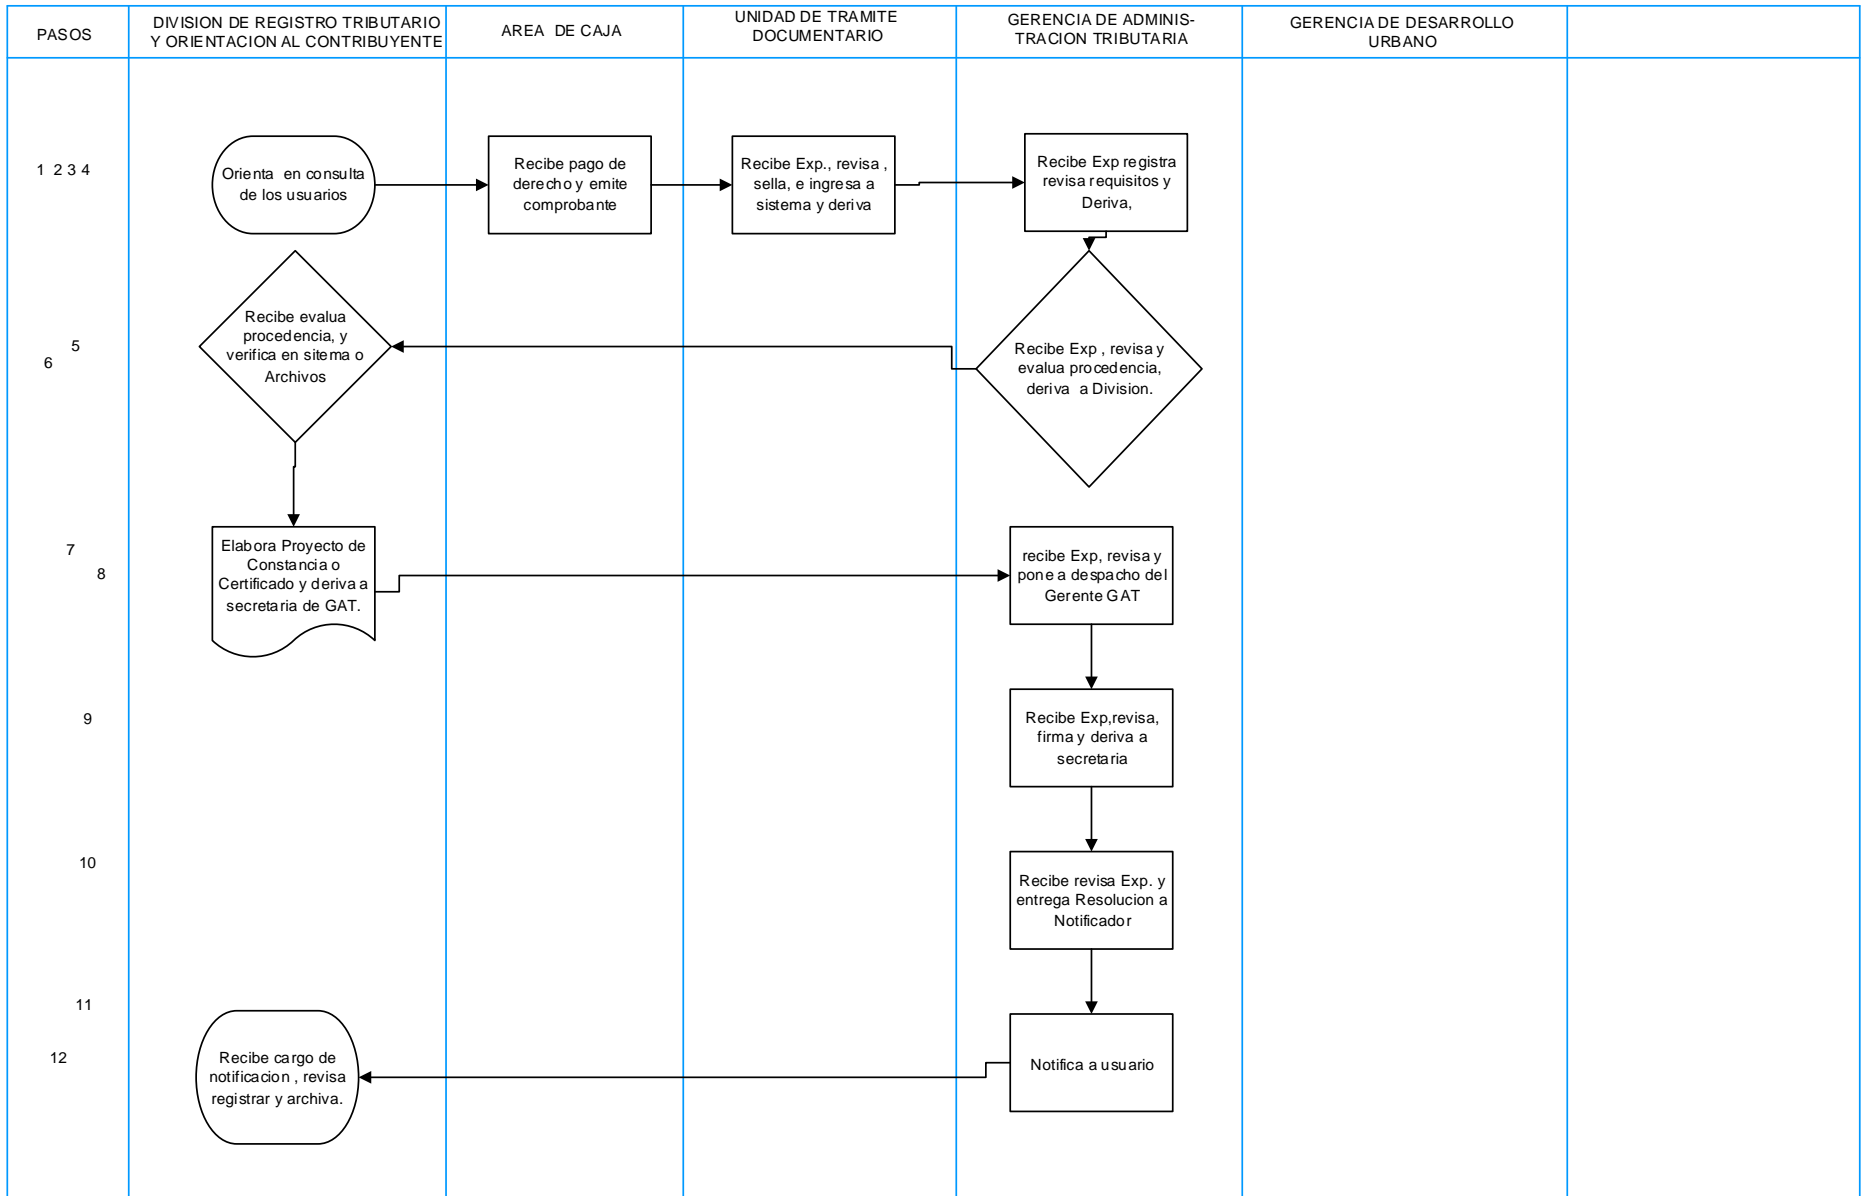 PASOS
DIVISION DE REGISTRO TRIBUTARIO
Y ORIENTACION AL CONTRIBUYENTE
AREA DE CAJA
UNIDAD DE TRAMITE
DOCUMENTARIO
GERENCIA DE ADMINIS-
TRACION TRIBUTARIA
GERENCIA DE DESARROLLO
URBANO
1 2 3 4
Orienta en consulta
de los usuarios
Recibe pago de
derecho y emite
comprobante
Recibe Exp., revisa ,
sella, e ingresa a
sistema y deriva
Recibe Exp registra
revisa requisitos y
Deriva,
5
6
Recibe evalua
procedencia, y
verifica en sitema o
Archivos
Recibe Exp , revisa y
evalua procedencia,
deriva a Division.
7
8
Elabora Proyecto de
Constancia o
Certificado y deriva a
secretaria de GAT.
recibe Exp, revisa y
pone a despacho del
Gerente GAT
9
Recibe Exp,revisa,
firma y deriva a
secretaria
10
Recibe revisa Exp. y
entrega Resolucion a
Notificador
11
12
Recibe cargo de
notificacion , revisa
registrar y archiva.
Notifica a usuario